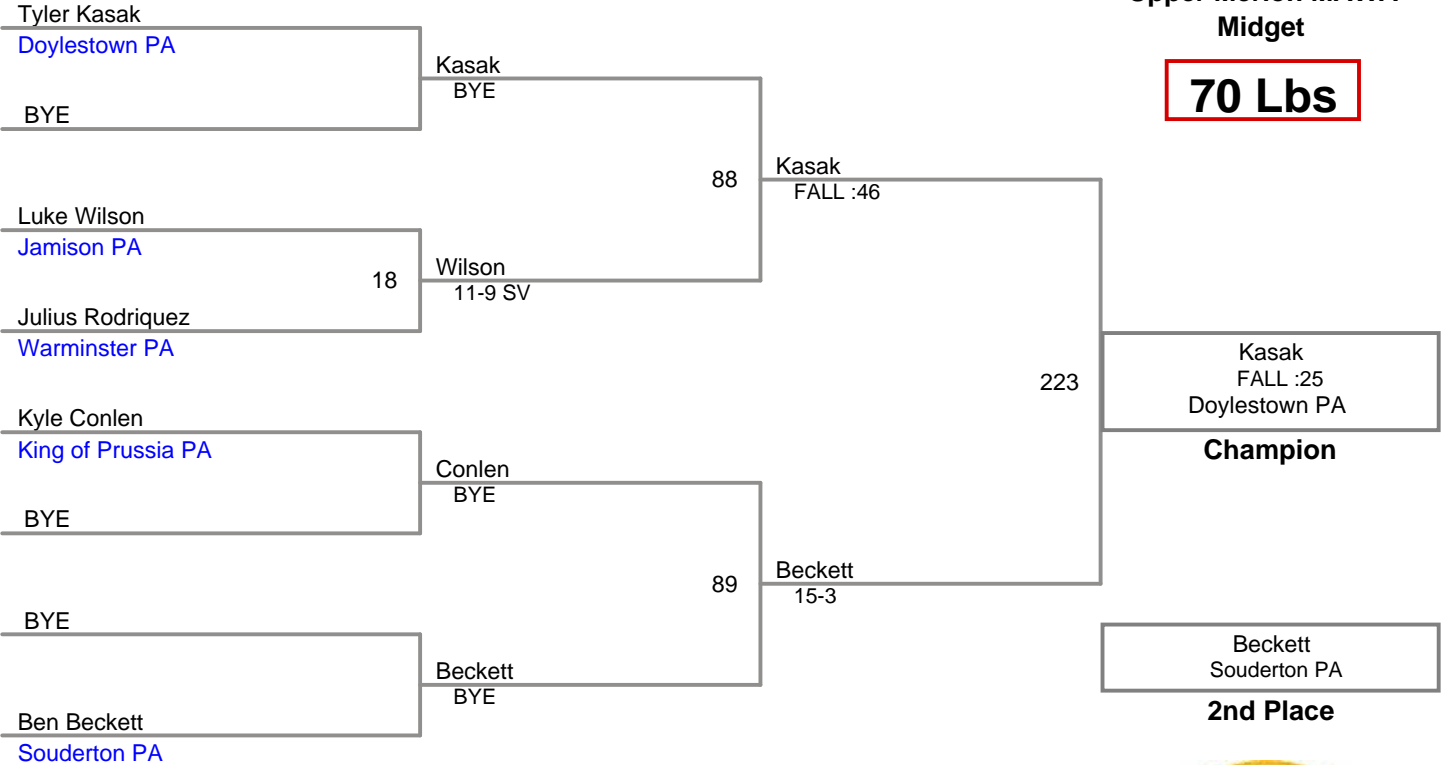 Tyler Kasak
Doylestown PA
BYE
Luke Wilson
Jamison PA
18
Julius Rodriquez
Warminster PA
Kyle Conlen
King of Prussia PA
BYE
BYE
Ben Beckett
Souderton PA
Kasak
BYE
Wilson
11-9 SV
Conlen
BYE
Beckett
BYE
88
89
Kasak
FALL :46
Beckett
15-3
223
Midget
70 Lbs
Kasak
FALL :25
Doylestown PA
Champion
Beckett
Souderton PA
2nd Place